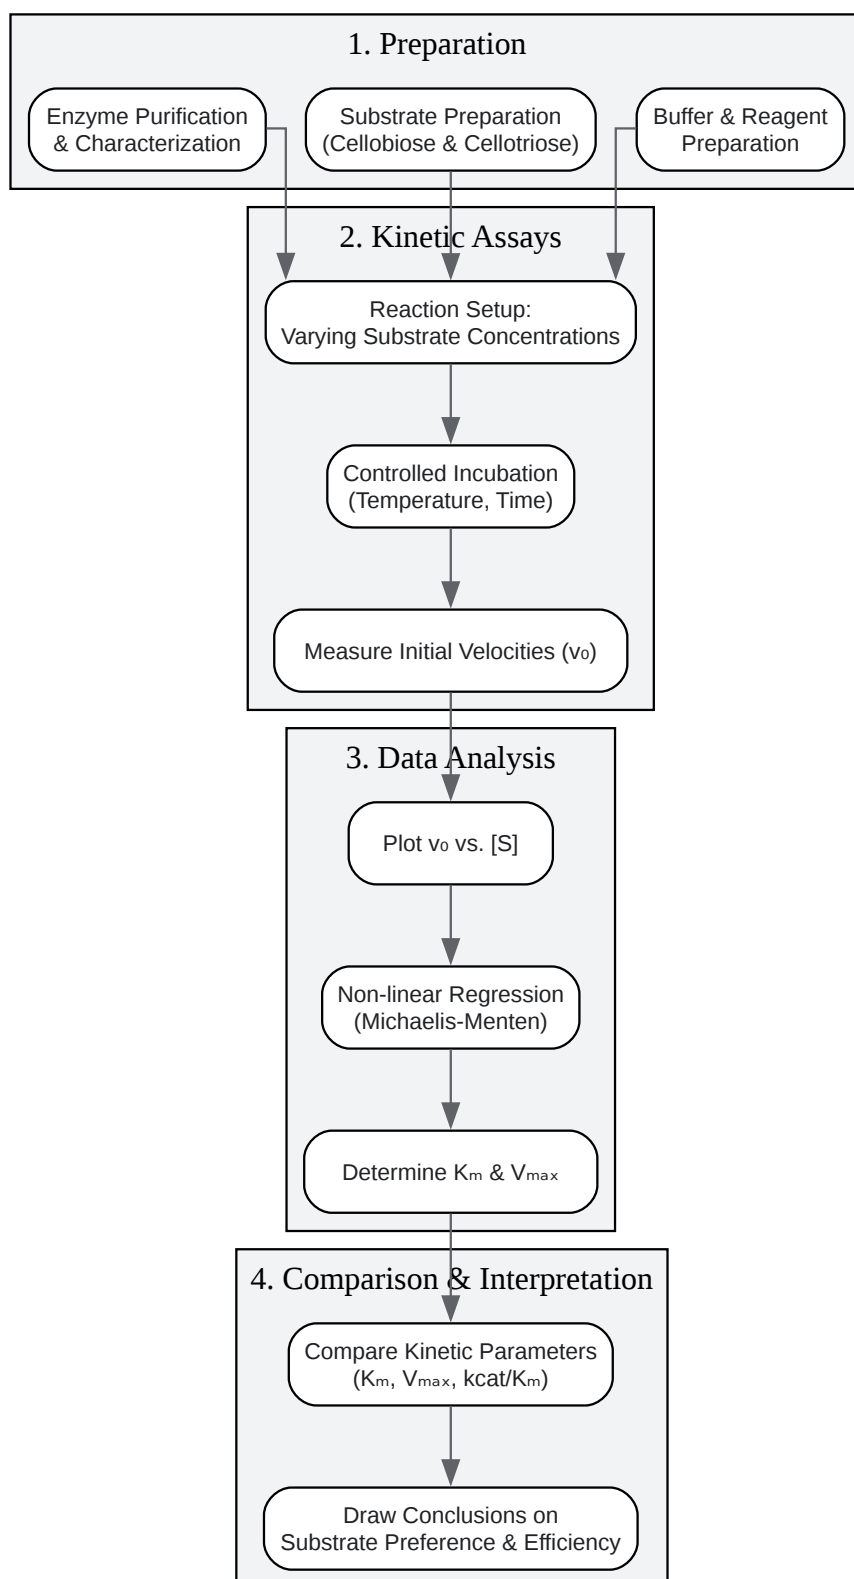 1. Preparation
Enzyme Purification
& Characterization
Substrate Preparation
(Cellobiose & Cellotriose)
Buffer & Reagent
Preparation
2. Kinetic Assays
Reaction Setup:
Varying Substrate Concentrations
Controlled Incubation
(Temperature, Time)
Measure Initial Velocities (v₀)
3. Data Analysis
Plot v₀ vs. [S]
Non-linear Regression
(Michaelis-Menten)
Determine Kₘ & Vₘₐₓ
4. Comparison & Interpretation
Compare Kinetic Parameters
(Kₘ, Vₘₐₓ, kcat/Kₘ)
Draw Conclusions on
Substrate Preference & Efficiency